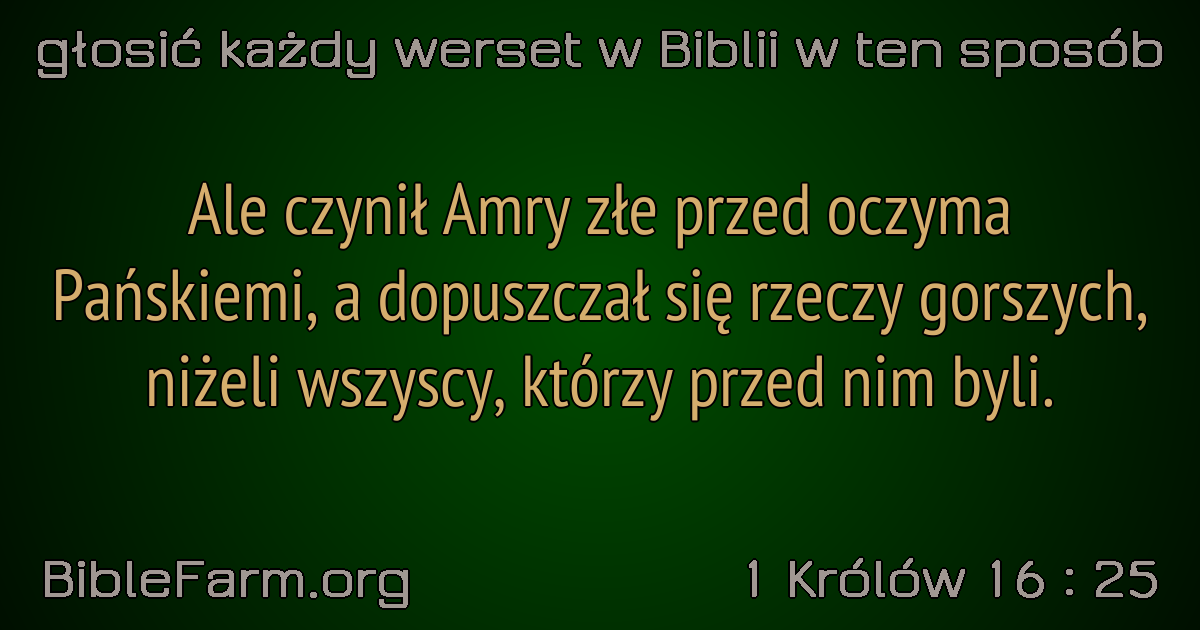 głosić każdy werset w Biblii w ten sposób
Ale czynił Amry złe przed oczyma
Pańskiemi, a dopuszczał się rzeczy gorszych,
niżeli wszyscy, którzy przed nim byli.
BibleFarm.org
1 Królów 16 : 25